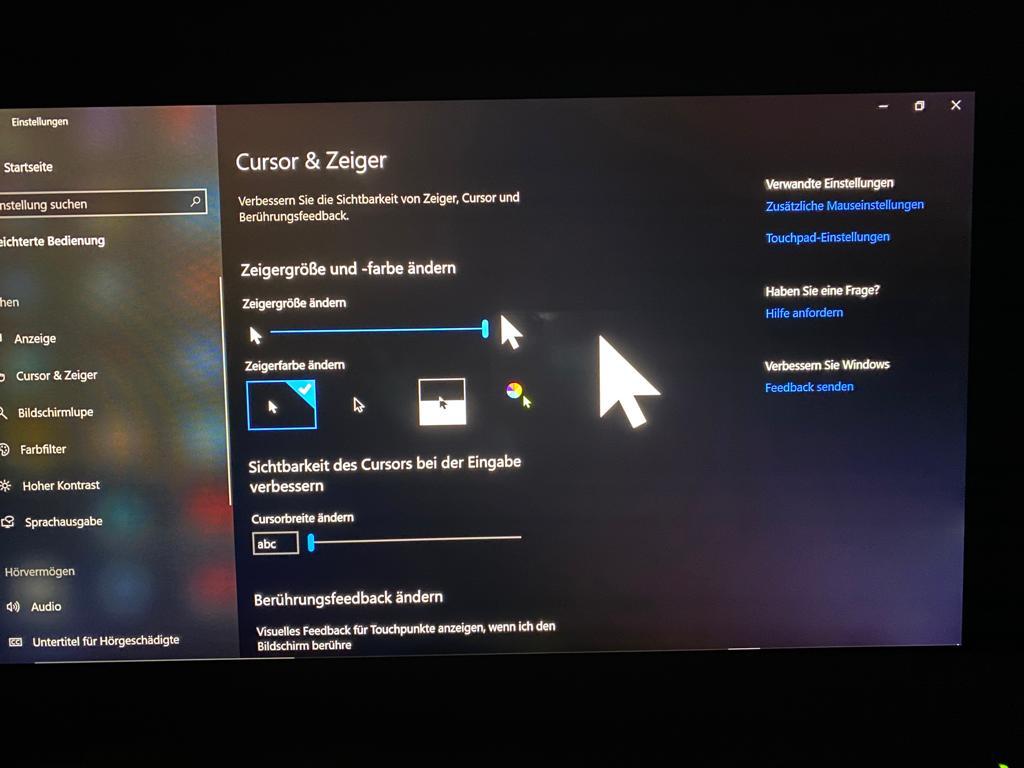 Einstellungen
Startseite
nstellung suchen
eichterte Bedienung
hen
Anzeige
Cursor & Zeiger
Bildschirmlupe
Farbfilter
Hoher Kontrast
Sprachausgabe
Hörvermögen
Audio
Untertitel für Hörgeschädigte
Cursor & Zeiger
Verbessern Sie die Sichtbarkeit von Zeiger, Cursor und
Berührungsfeedback.
Zeigergröße und -farbe ändern
Zeigergröße ändern
Zeigerfarbe ändern
Sichtbarkeit des Cursors bei der Eingabe
verbessern
Cursorbreite ändern
abc
Berührungsfeedback ändern
Visuelles Feedback für Touchpunkte anzeigen, wenn ich den
Bildschirm berühre
Verwandte Einstellungen
Zusätzliche Mauseinstellungen
Touchpad-Einstellungen
Haben Sie eine Frage?
Hilfe anfordern
Verbessern Sie Windows
Feedback senden